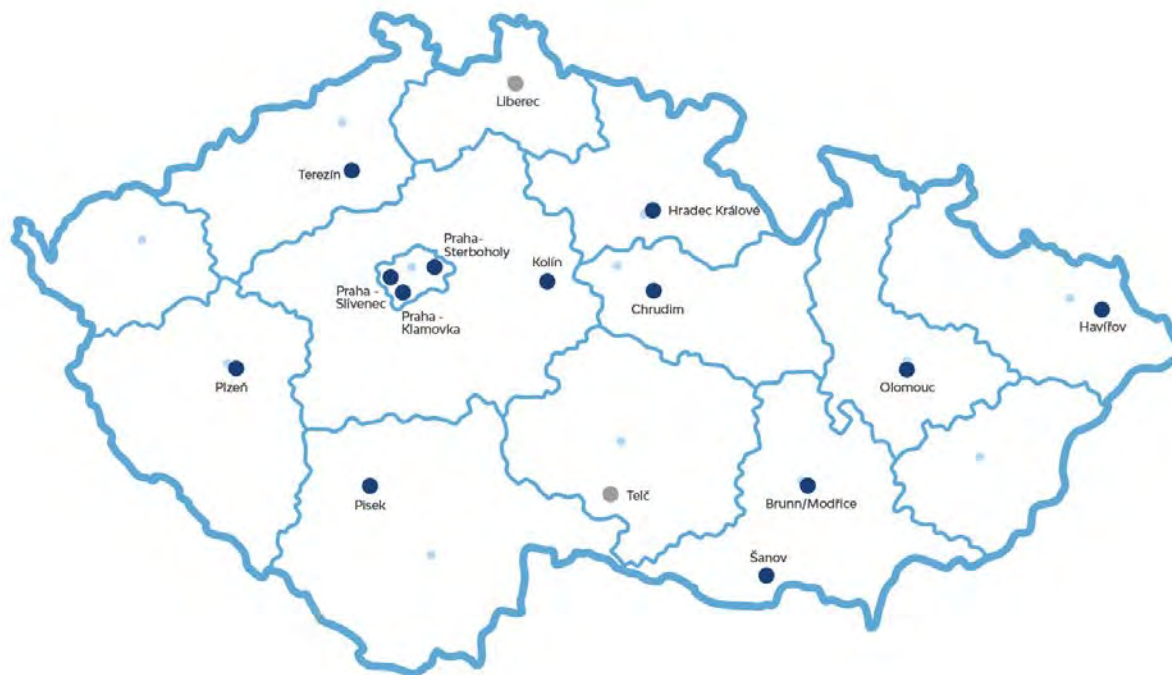 Liberec
Terezín
Hradec Králové
Praha-
Sterboholy
Kolín
Praha -
Slivenec
Chrudim
Praha -
Klamovka
Havířov
Plzeň
Olomouc
Pisek
Telč
Brunn/Modřice
Šanov